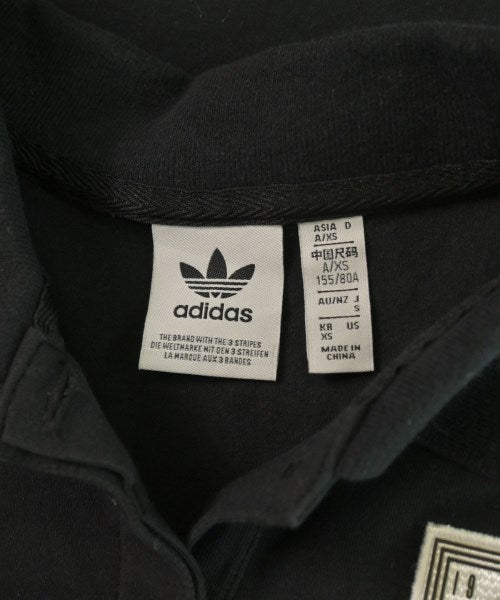 adidas
THE BRAND WITH THE 3 STRIPES
DIE WELTMARKE MIT DEN 3 STREIFEN
LA MARQUE AUX 3 BANDES
ASIA D
A/XS
中国尺码
A/XS
155/80A
AU/NZ J
S
KR US
XS
MADE IN
CHINA
19